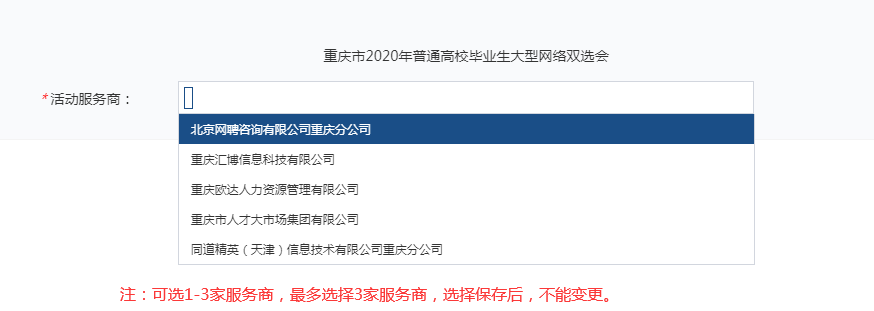 重庆市2020年普通高校毕业生大型网络双选会
*活动服务商：
北京网聘咨询有限公司重庆分公司
重庆汇博信息科技有限公司
重庆欧达人力资源管理有限公司
重庆市人才大市场集团有限公司
同道精英（天津）信息技术有限公司重庆分公司
注：可选1-3家服务商，最多选择3家服务商，选择保存后，不能变更。